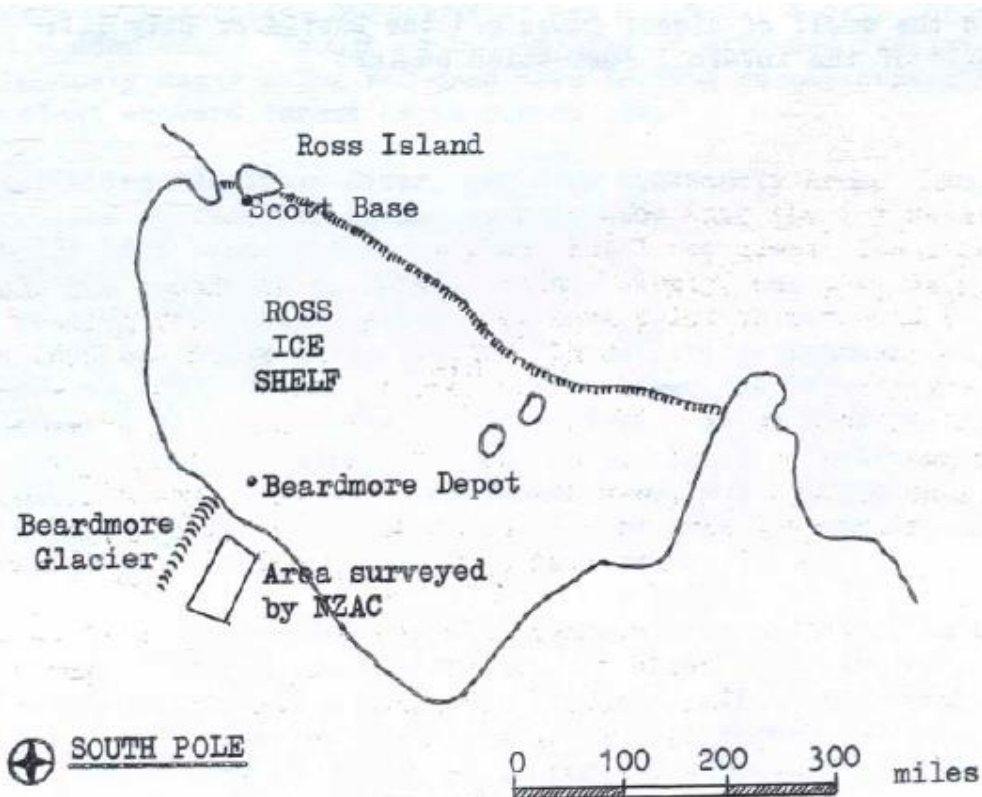 Ross Island
Scott Base
ROSS
ICE
SHELF
Beardmore Depot
Beardmore
Glacier
Area surveyed
by NZAC
SOUTH POLE
0 100 200 300 miles